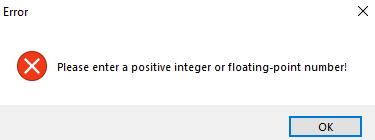 Error
Please enter a positive integer or floating-point number!
OK